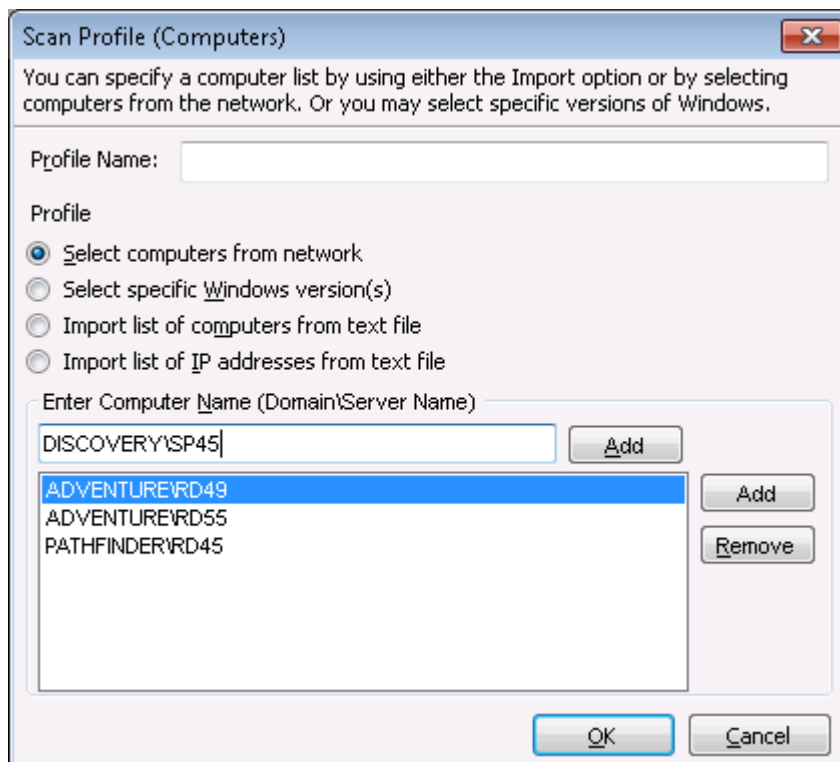 Scan Profile (Computers)
You can specify a computer list by using either the Import option or by selecting
computers from the network. Or you may select specific versions of Windows.
Profile Name:
Profile
Select computers from network
Select specific Windows version(s)
Import list of computers from text file
Import list of IP addresses from text file
Enter Computer Name (Domain\Server Name)
DISCOVERY\SP45
Add
ADVENTURE\RD49
Add
ADVENTURE\RD55
PATHFINDER\RD45
Remove
OK
Cancel